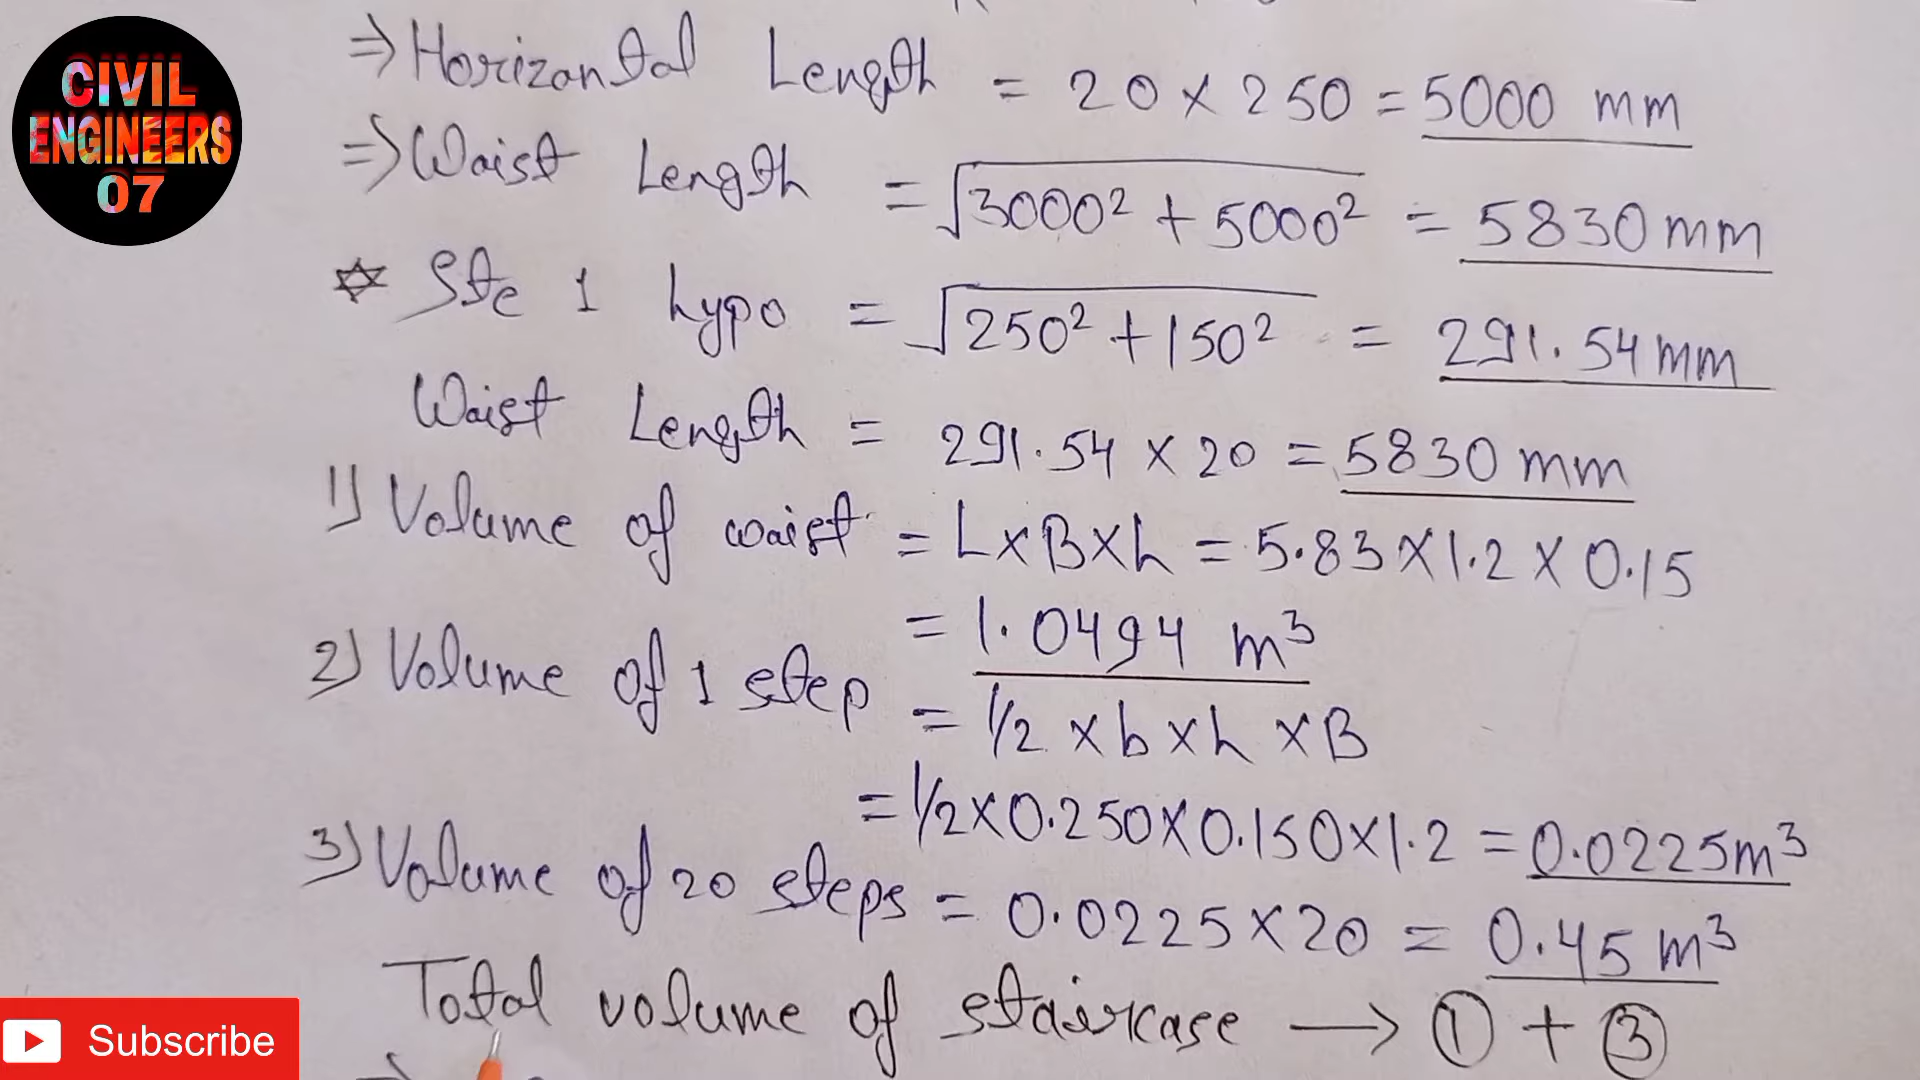 CIVIL
ENGINEERS
07
⇒ Horizontal Length = 20 × 250 = 5000 mm
⇒ Waist Length = √3000² + 5000² = 5830 mm
✡ Ste 1 hypo = √250² + 150² = 291.54 mm
Waist Length = 291.54 × 20 = 5830 mm
1) Volume of waist = L×B×h = 5.83 × 1.2 × 0.15
= 1.0494 m³
2) Volume of 1 step = 1/2 × b × h × B
= 1/2 × 0.250 × 0.150 × 1.2 = 0.0225 m³
3) Volume of 20 steps = 0.0225 × 20 = 0.45 m³
Total volume of staircase → ① + ③
Subscribe